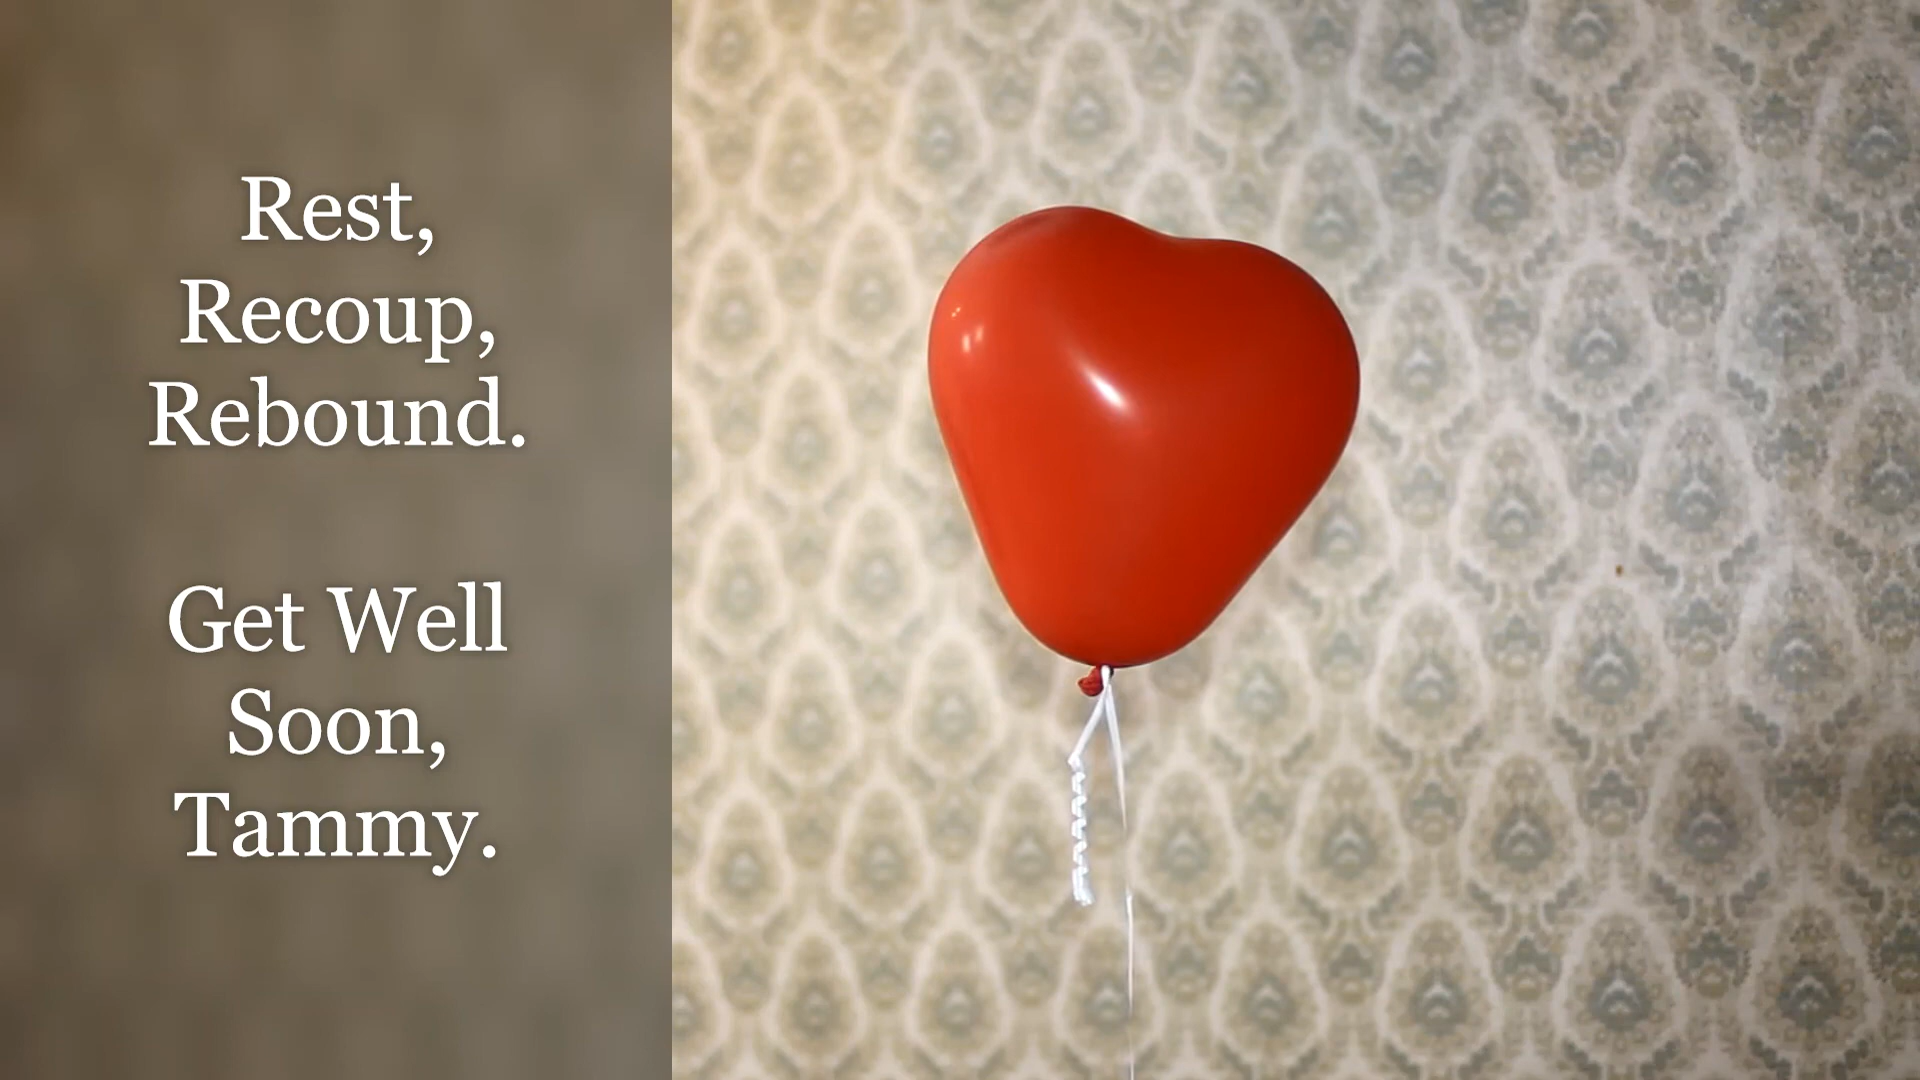 Rest,
Recoup,
Rebound.
Get Well
Soon,
Tammy.